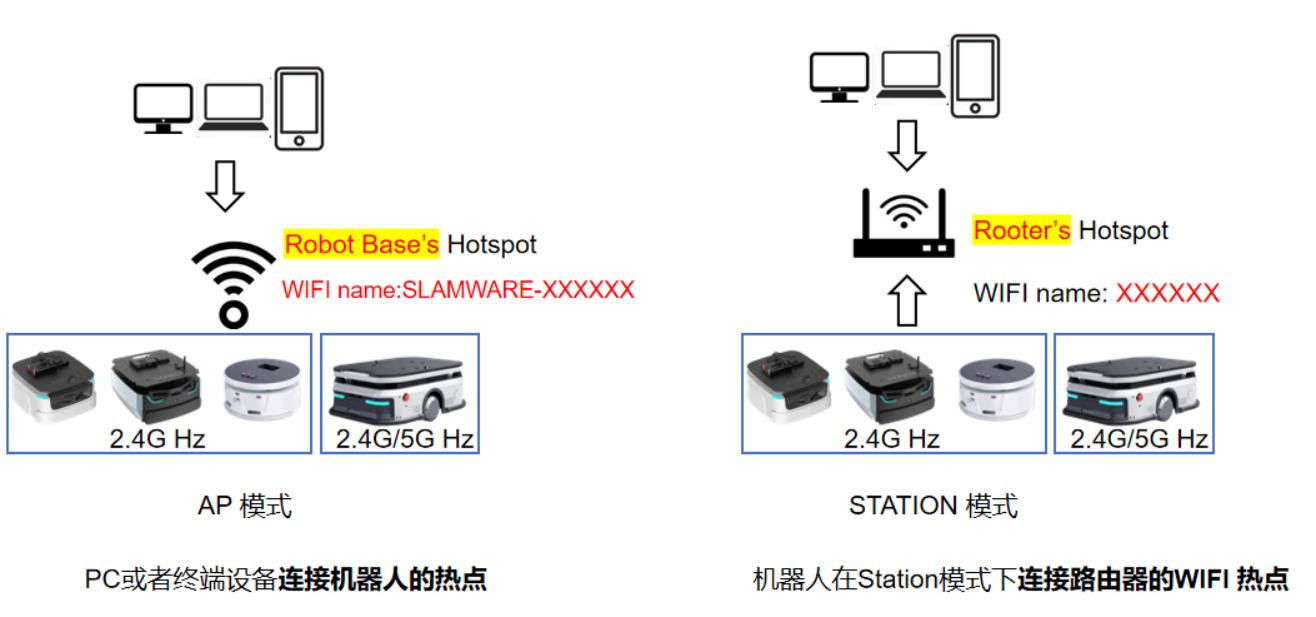 Robot Base's Hotspot
WIFI name:SLAMWARE-XXXXXX
2.4G Hz
2.4G/5G Hz
AP 模式
PC或者终端设备连接机器人的热点
Rooter's Hotspot
WIFI name: XXXXXX
2.4G Hz
2.4G/5G Hz
STATION 模式
机器人在Station模式下连接路由器的WIFI 热点